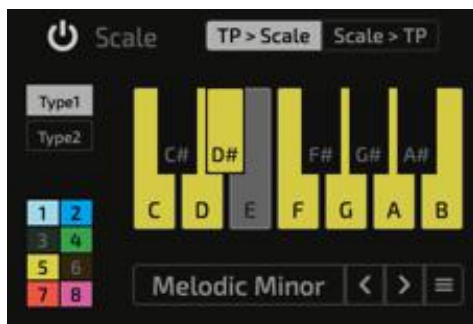 Scale TP > Scale Scale > TP
Type1
Type2
C# D# F# G# A#
C D E F G A B
1 2
3 4
5 6
7 8
Melodic Minor < > ≡